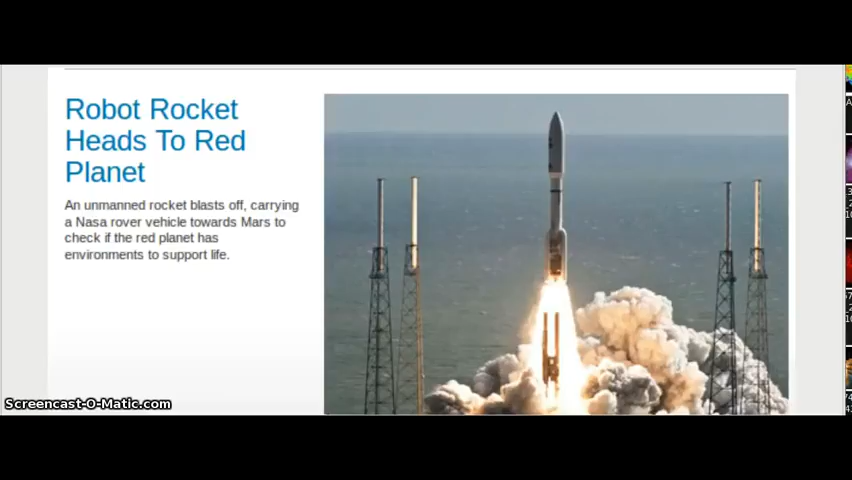 Robot Rocket
Heads To Red
Planet
An unmanned rocket blasts off, carrying
a Nasa rover vehicle towards Mars to
check if the red planet has
environments to support life.
Screencast-O-Matic.com